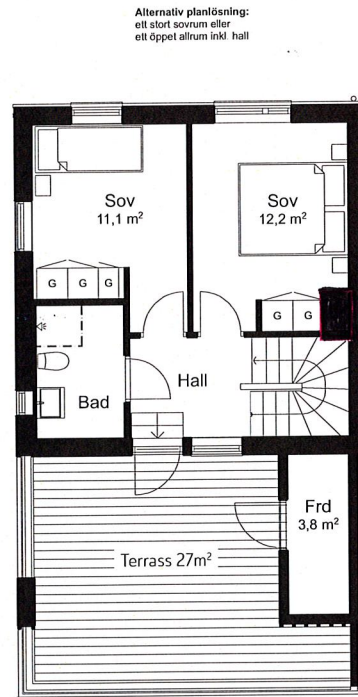 Alternativ planlösning:
ett stort sovrum eller
ett öppet allrum inkl. hall
Sov
11,1 m²
Sov
12,2 m²
G G G
G G
Hall
Bad
Frd
3,8 m²
Terrass 27m²